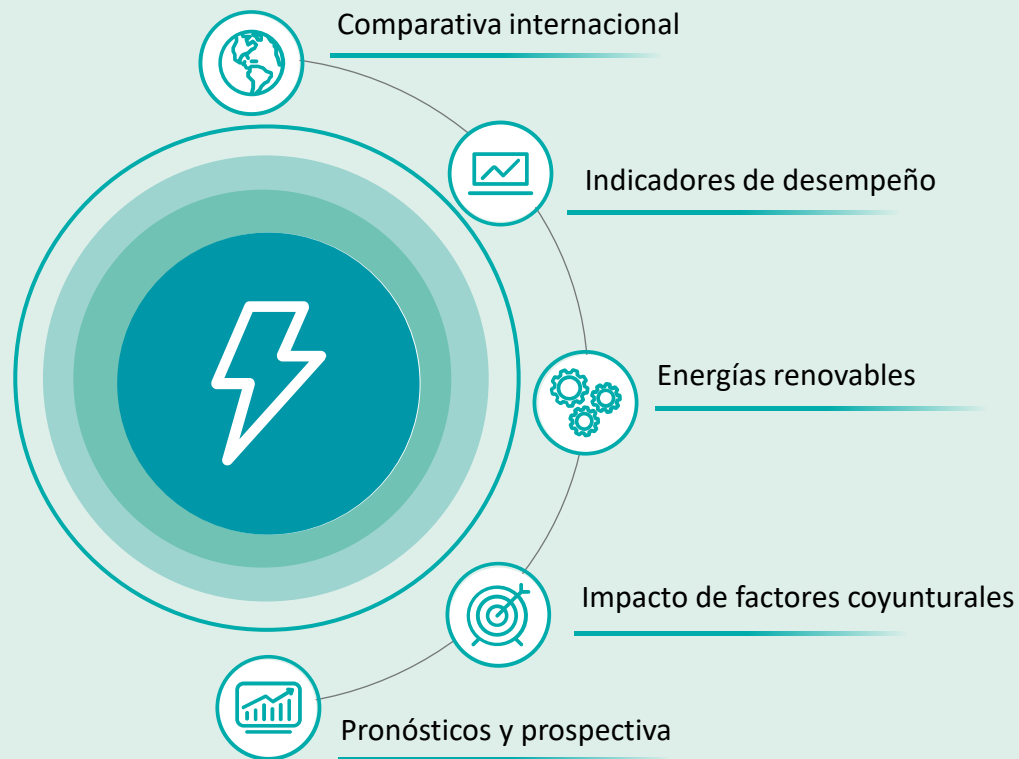 Comparativa internacional
Indicadores de desempeño
Energías renovables
Impacto de factores coyunturales
Pronósticos y prospectiva